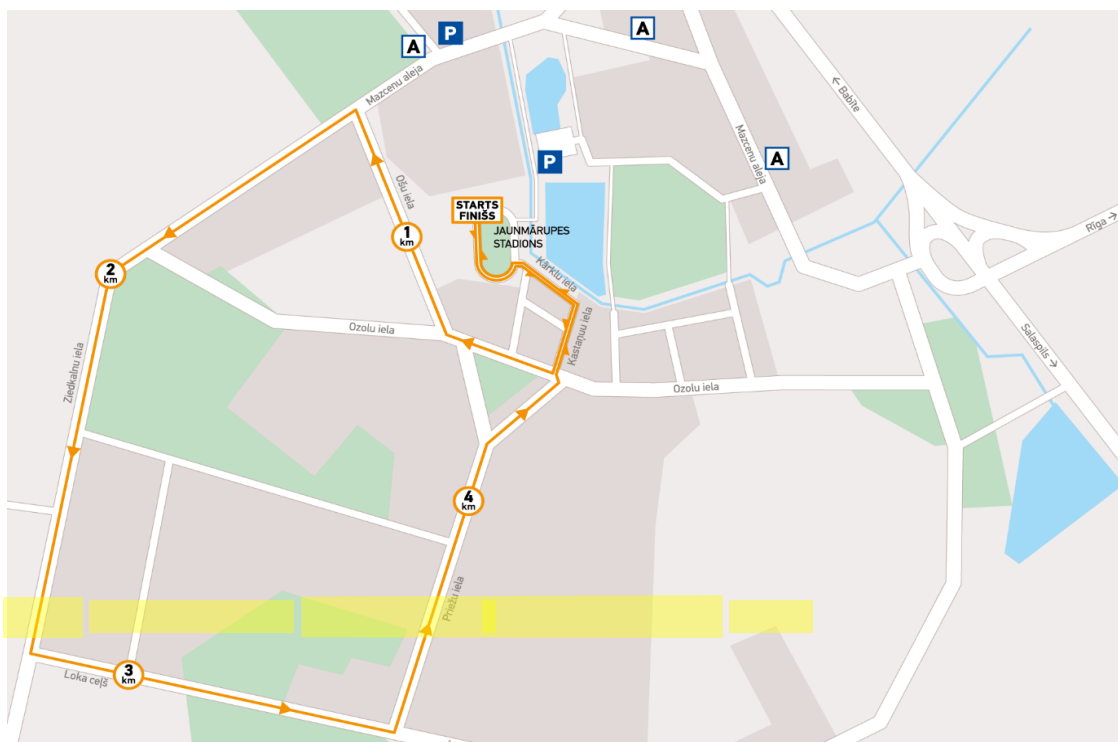 A
P
A
Mazcenu aleja
← Babīte
Mazcenu aleja
A
P
Ošu iela
STARTS
FINIŠS
1
km
JAUNMĀRUPES
STADIONS
Rīga →
2
km
Kārklu iela
Ozolu iela
Kastaņuu iela
Salaspils →
Ziedkalnu iela
Ozolu iela
4
km
Priežu iela
3
km
Loka ceļš